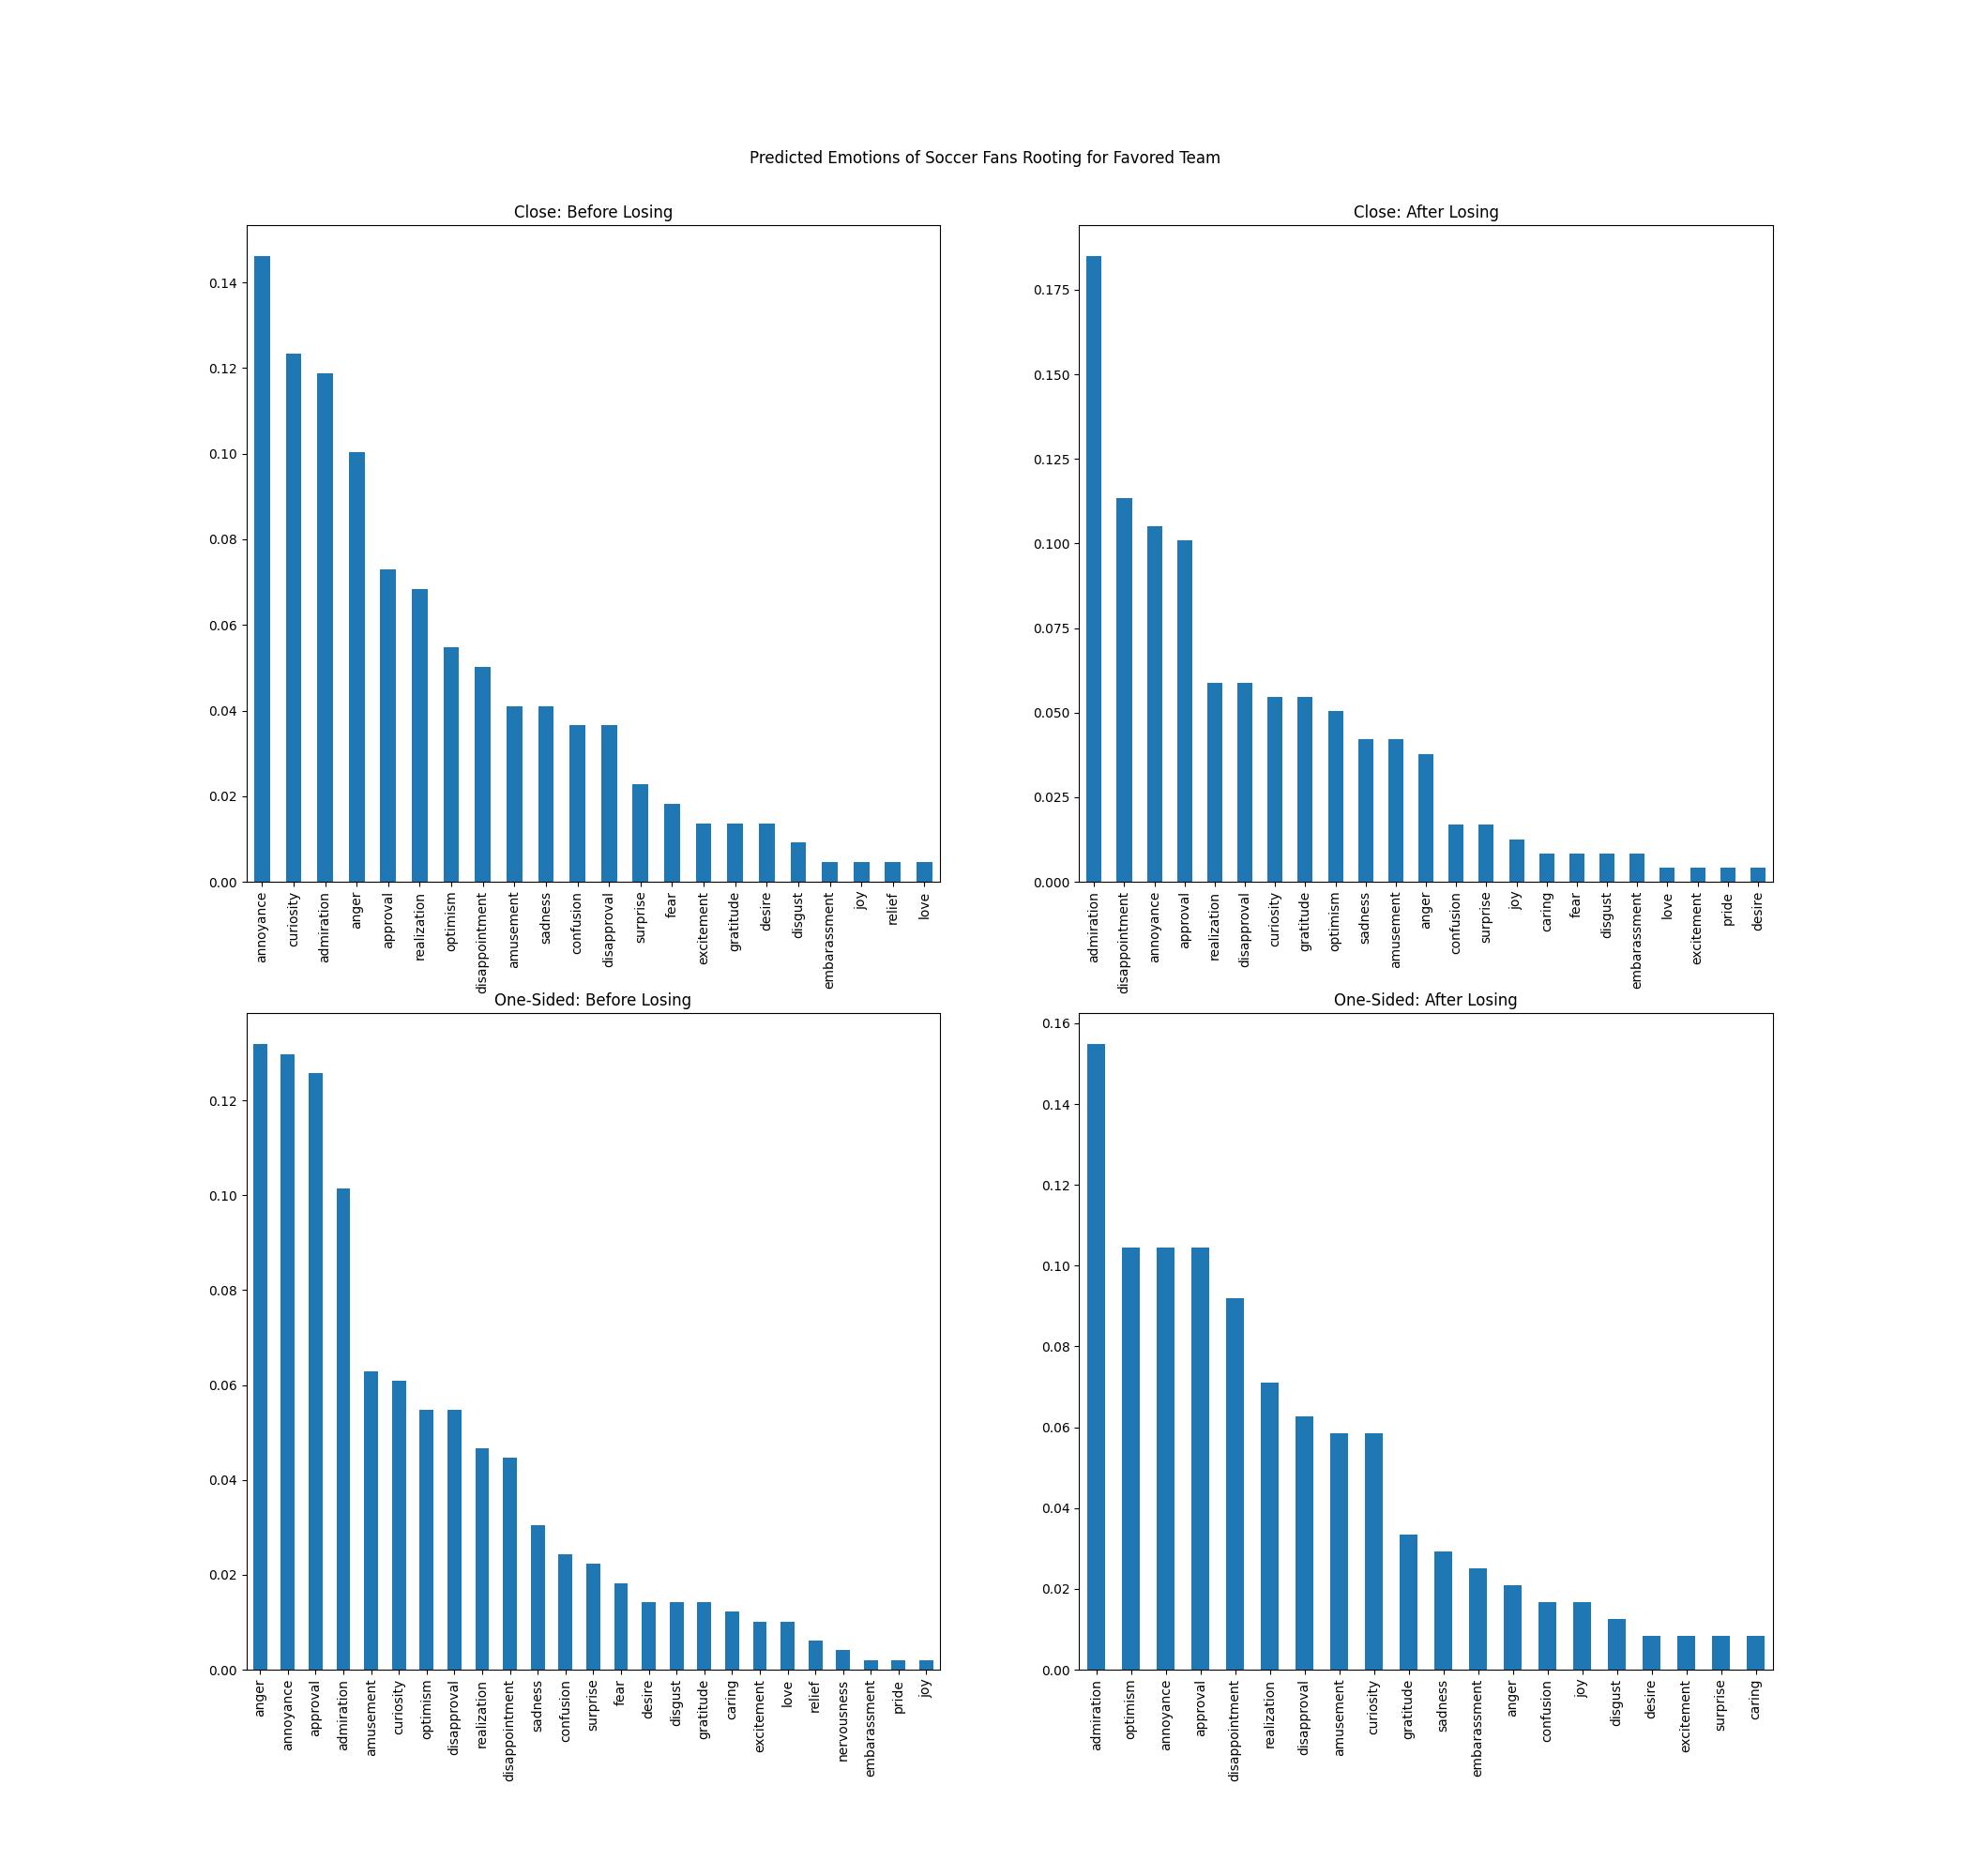 Predicted Emotions of Soccer Fans Rooting for Favored Team
Close: Before Losing
0.14
0.12
0.10
0.08
0.06
0.04
0.02
0.00
annoyance
curiosity
admiration
anger
approval
realization
optimism
disappointment
amusement
sadness
confusion
disapproval
surprise
fear
excitement
gratitude
desire
disgust
embarrassment
joy
relief
love
Close: After Losing
0.175
0.150
0.125
0.100
0.075
0.050
0.025
0.000
admiration
disappointment
annoyance
approval
realization
disapproval
curiosity
gratitude
optimism
sadness
amusement
anger
confusion
surprise
joy
caring
fear
disgust
embarrassment
love
excitement
pride
desire
One-Sided: Before Losing
0.12
0.10
0.08
0.06
0.04
0.02
0.00
anger
annoyance
approval
admiration
amusement
curiosity
optimism
disapproval
realization
disappointment
sadness
confusion
surprise
fear
desire
disgust
gratitude
caring
excitement
love
relief
nervousness
embarrassment
pride
joy
One-Sided: After Losing
0.16
0.14
0.12
0.10
0.08
0.06
0.04
0.02
0.00
admiration
optimism
annoyance
approval
disappointment
realization
disapproval
amusement
curiosity
gratitude
sadness
embarrassment
anger
confusion
joy
disgust
desire
excitement
surprise
caring